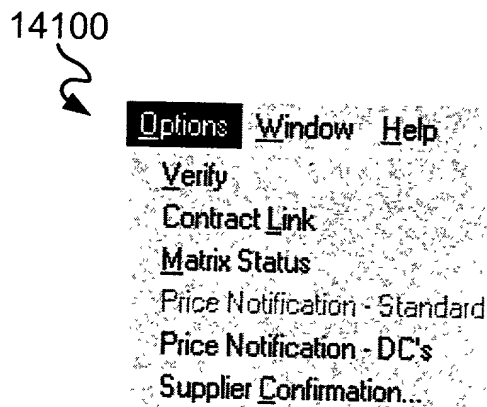 14100
Options Window Help
Verify
Contract Link
Matrix Status
Price Notification - Standard
Price Notification - DC's
Supplier Confirmation...